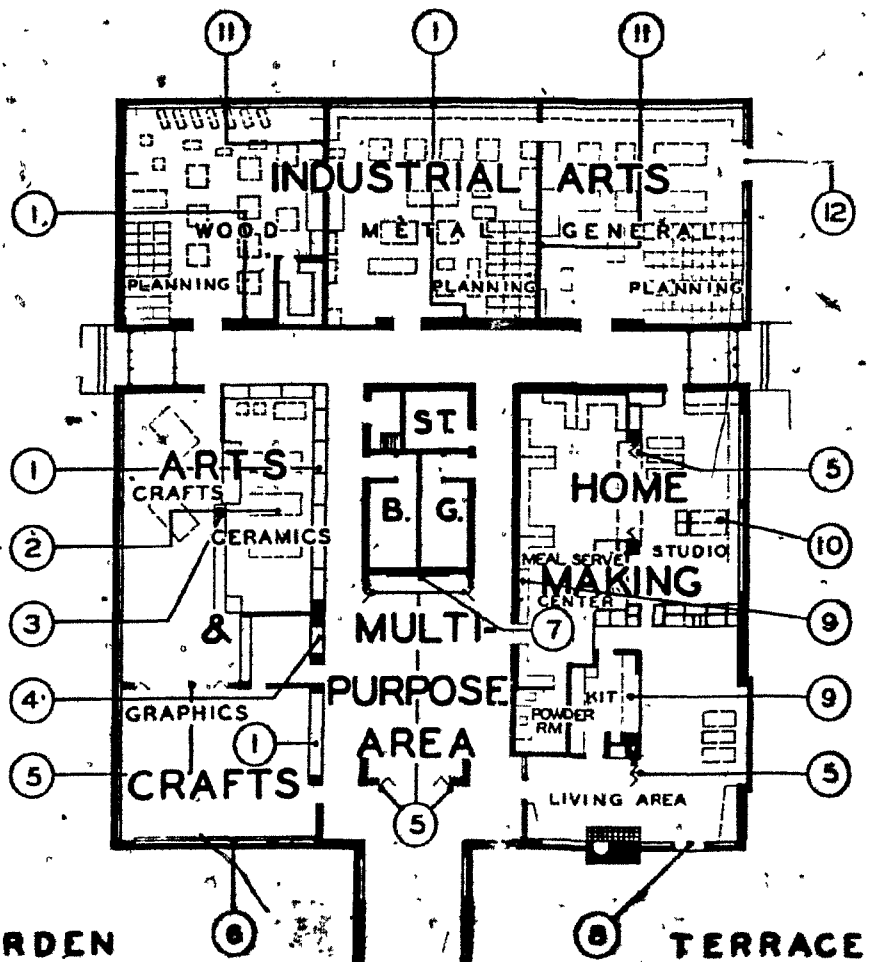 11 1 11
INDUSTRIAL ARTS
1. WOOD METAL GENERAL 12
PLANNING PLANNING PLANNING
ST.
1 ARTS 5
CRAFTS HOME
B. G.
2 CERAMICS STUDIO 10
MEAL SERVE
MAKING
CENTER
3 & MULTI- 7 9
4 PURPOSE KIT 9
GRAPHICS POWDER
RM
1 AREA H
5 CRAFTS 5
LIVING AREA
5
6 8
RDEN TERRACE